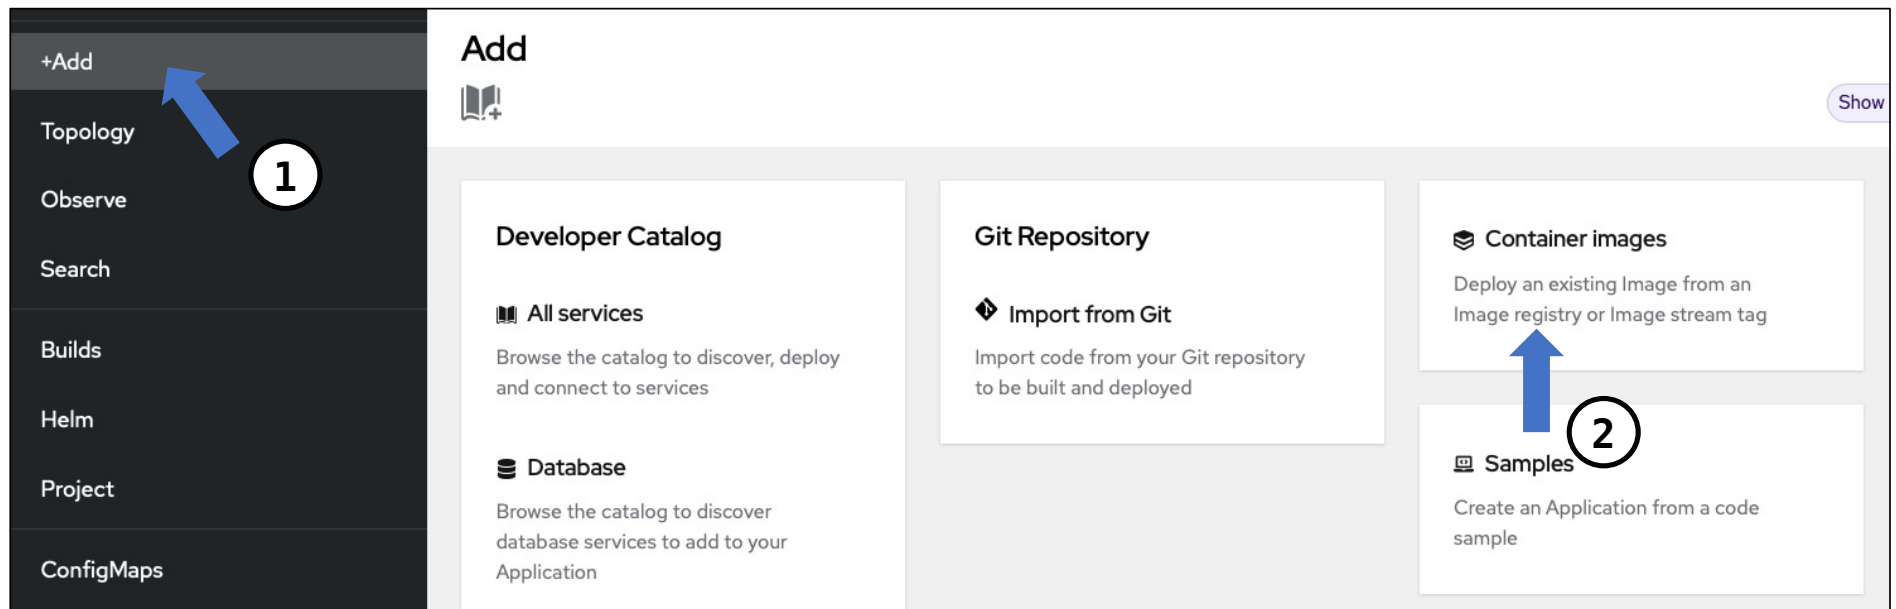 +Add
Topology
Observe
Search
Builds
Helm
Project
ConfigMaps
1
Add
Show
Developer Catalog
All services
Browse the catalog to discover, deploy
and connect to services
Database
Browse the catalog to discover
database services to add to your
Application
Git Repository
Import from Git
Import code from your Git repository
to be built and deployed
Container images
Deploy an existing Image from an
Image registry or Image stream tag
2
Samples
Create an Application from a code
sample